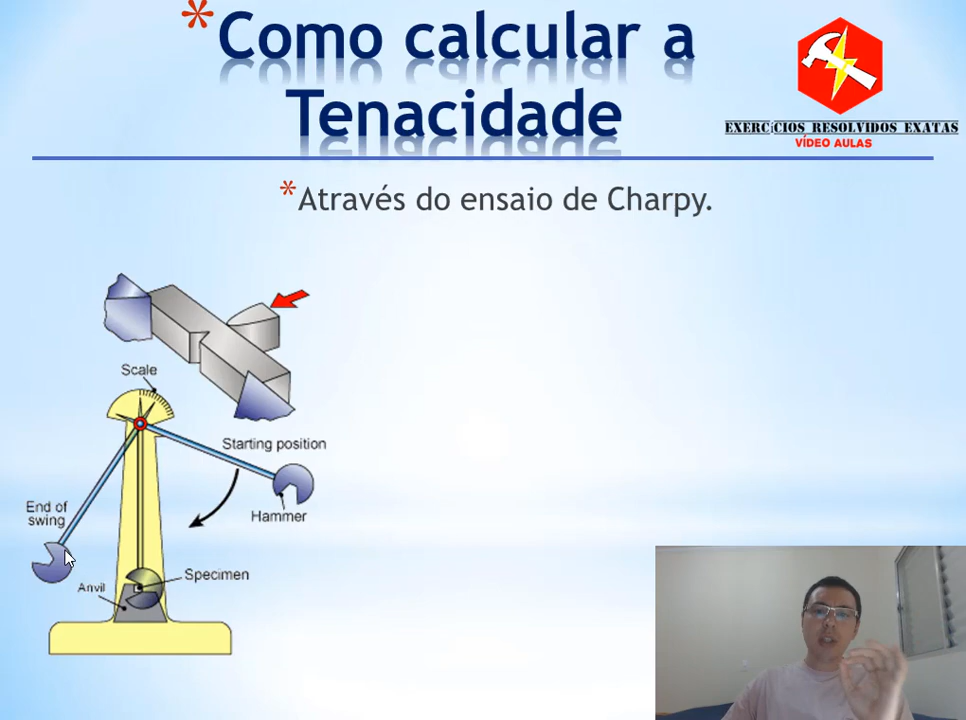 *Como calcular a
Tenacidade
EXERCíCIOS RESOLVIDOS EXATAS
VÍDEO AULAS
*Através do ensaio de Charpy.
Scale
Starting position
Hammer
End of
swing
Specimen
Anvil